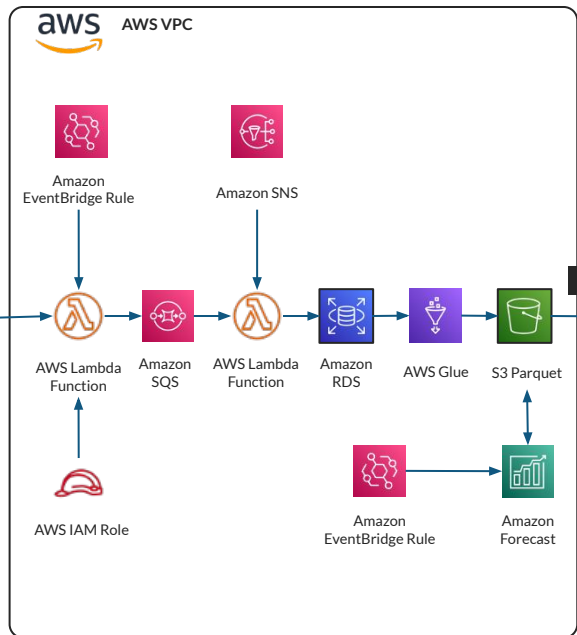 aws
AWS VPC
Amazon
EventBridge Rule
Amazon SNS
AWS Lambda
Function
Amazon
SQS
AWS Lambda
Function
Amazon
RDS
AWS Glue
S3 Parquet
AWS IAM Role
Amazon
EventBridge Rule
Amazon
Forecast